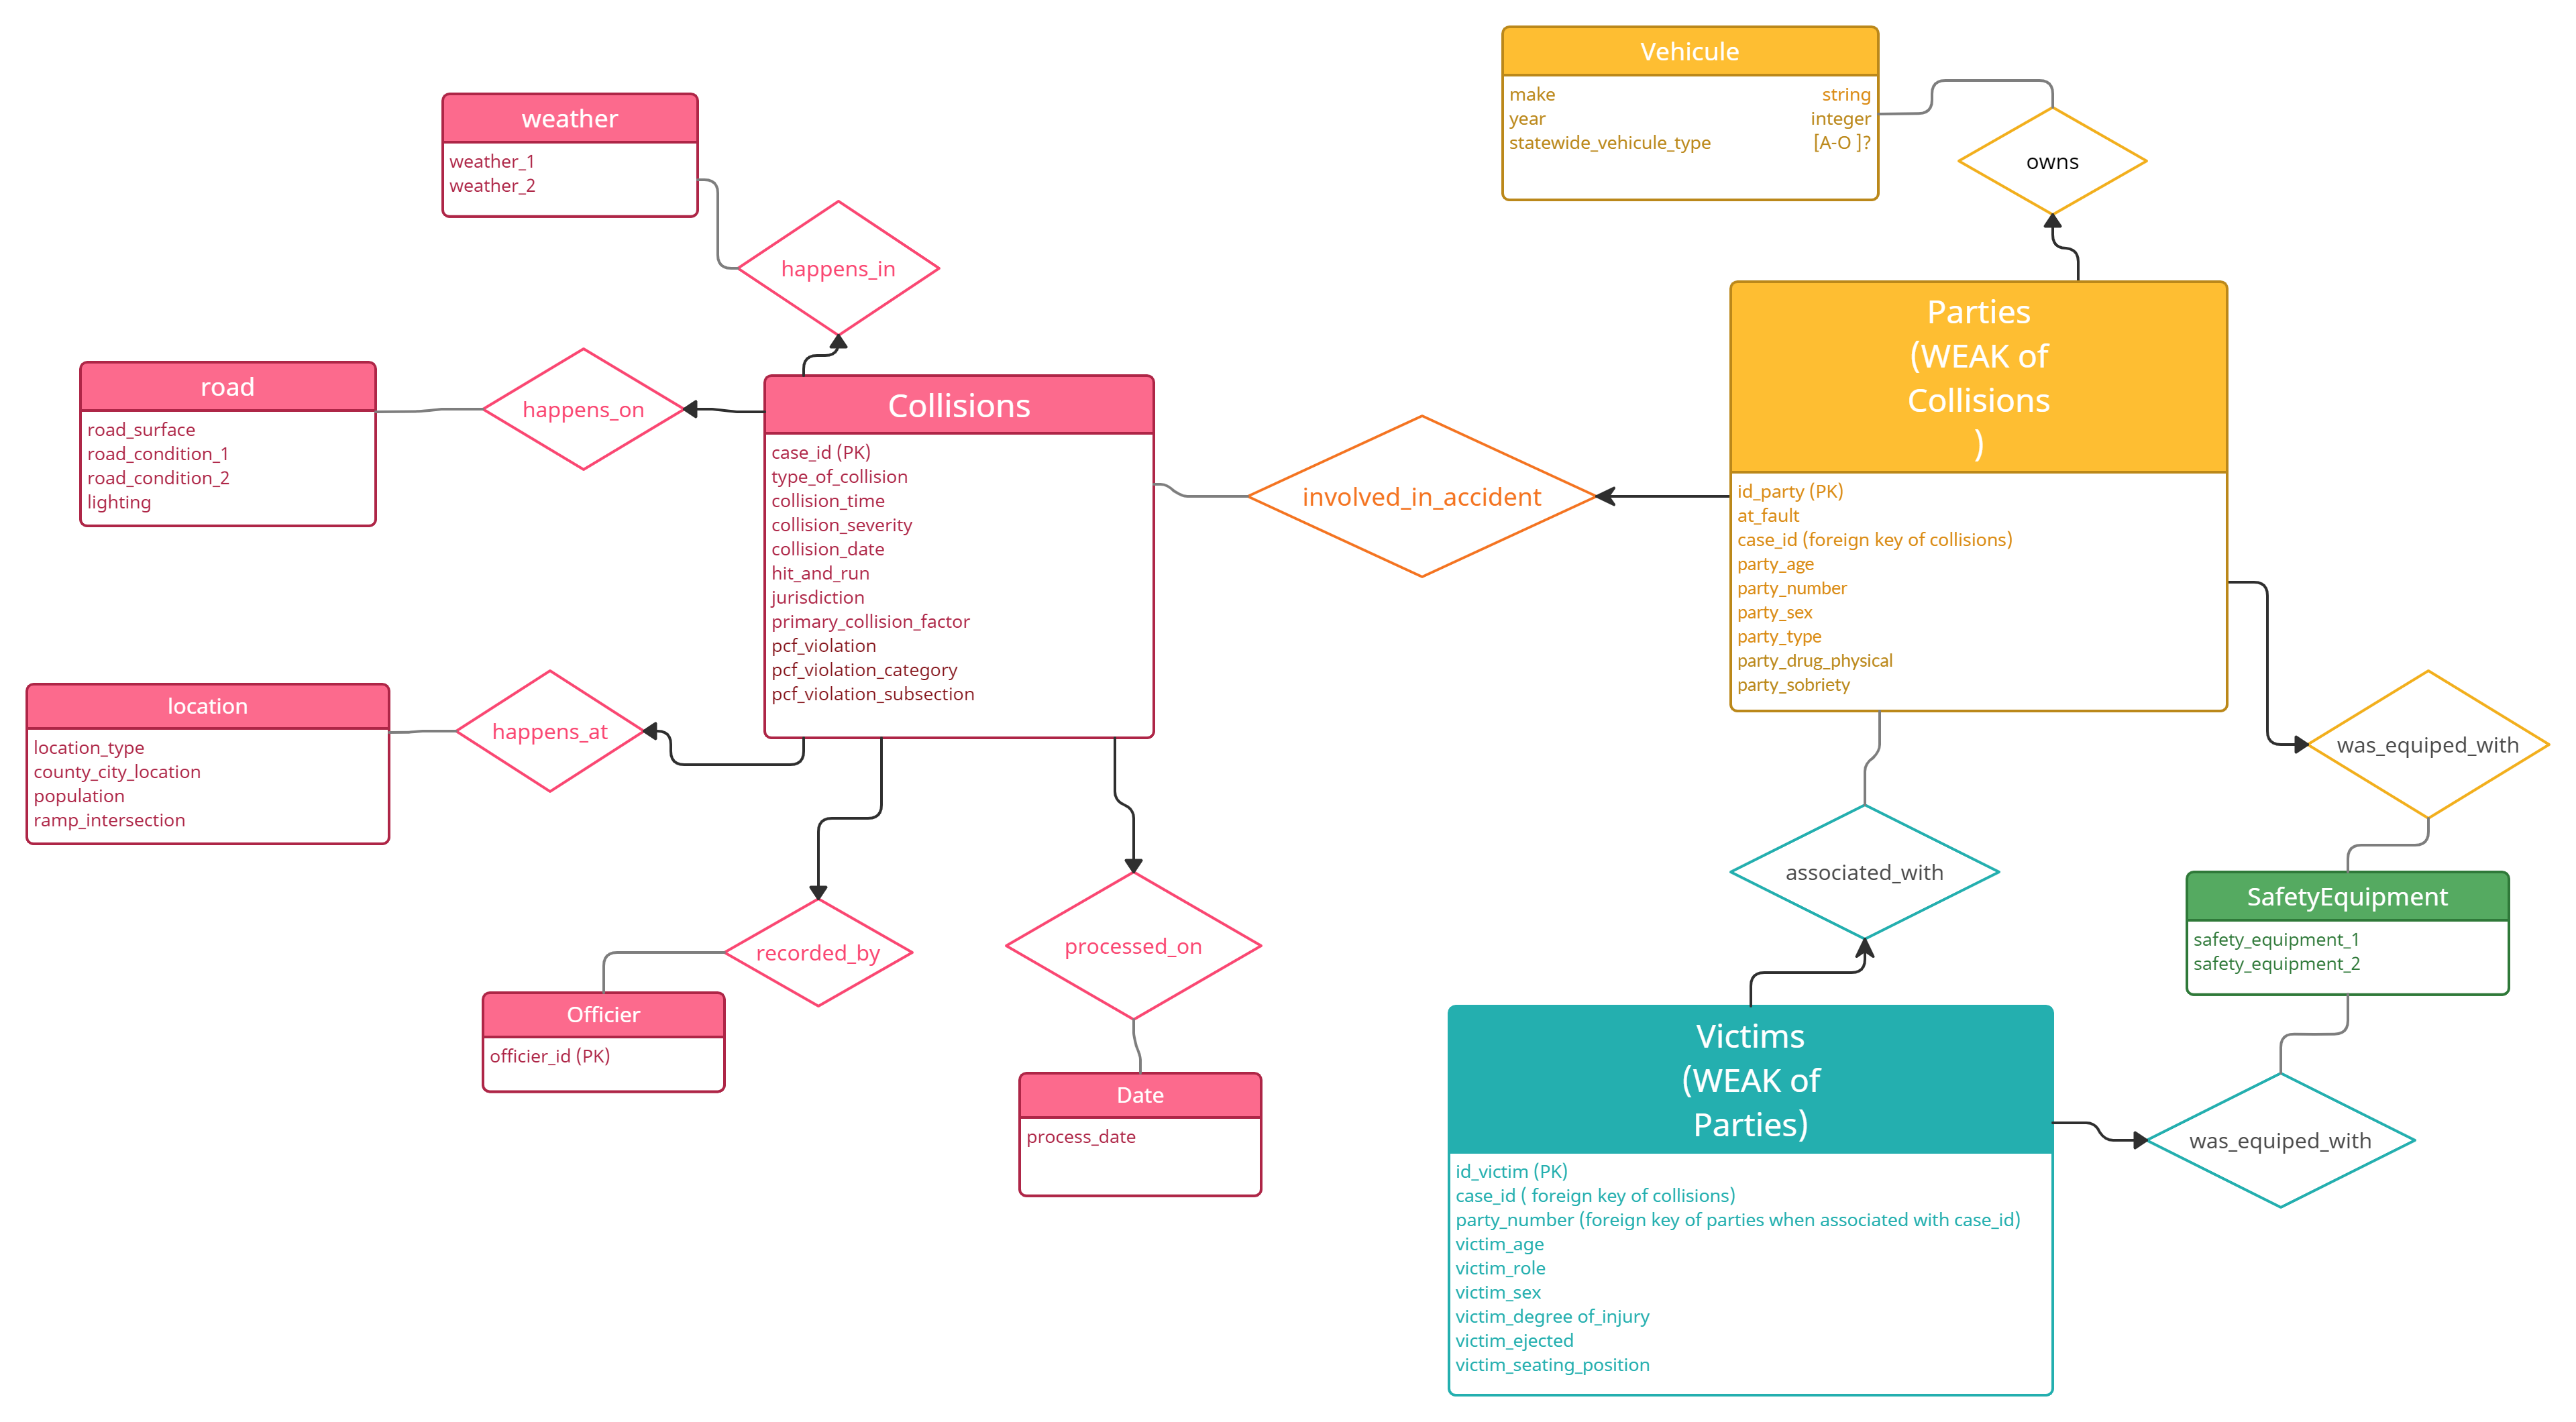 Vehicule
make string
year integer
statewide_vehicule_type [A-O ]?
owns
weather
weather_1
weather_2
happens_in
road
road_surface
road_condition_1
road_condition_2
lighting
happens_on
Collisions
case_id (PK)
type_of_collision
collision_time
collision_severity
collision_date
hit_and_run
jurisdiction
primary_collision_factor
pcf_violation
pcf_violation_category
pcf_violation_subsection
involved_in_accident
Parties
(WEAK of
Collisions
)
id_party (PK)
at_fault
case_id (foreign key of collisions)
party_age
party_number
party_sex
party_type
party_drug_physical
party_sobriety
location
location_type
county_city_location
population
ramp_intersection
happens_at
was_equiped_with
associated_with
SafetyEquipment
safety_equipment_1
safety_equipment_2
recorded_by
processed_on
Officier
officier_id (PK)
Date
process_date
Victims
(WEAK of
Parties)
id_victim (PK)
case_id ( foreign key of collisions)
party_number (foreign key of parties when associated with case_id)
victim_age
victim_role
victim_sex
victim_degree of_injury
victim_ejected
victim_seating_position
was_equiped_with